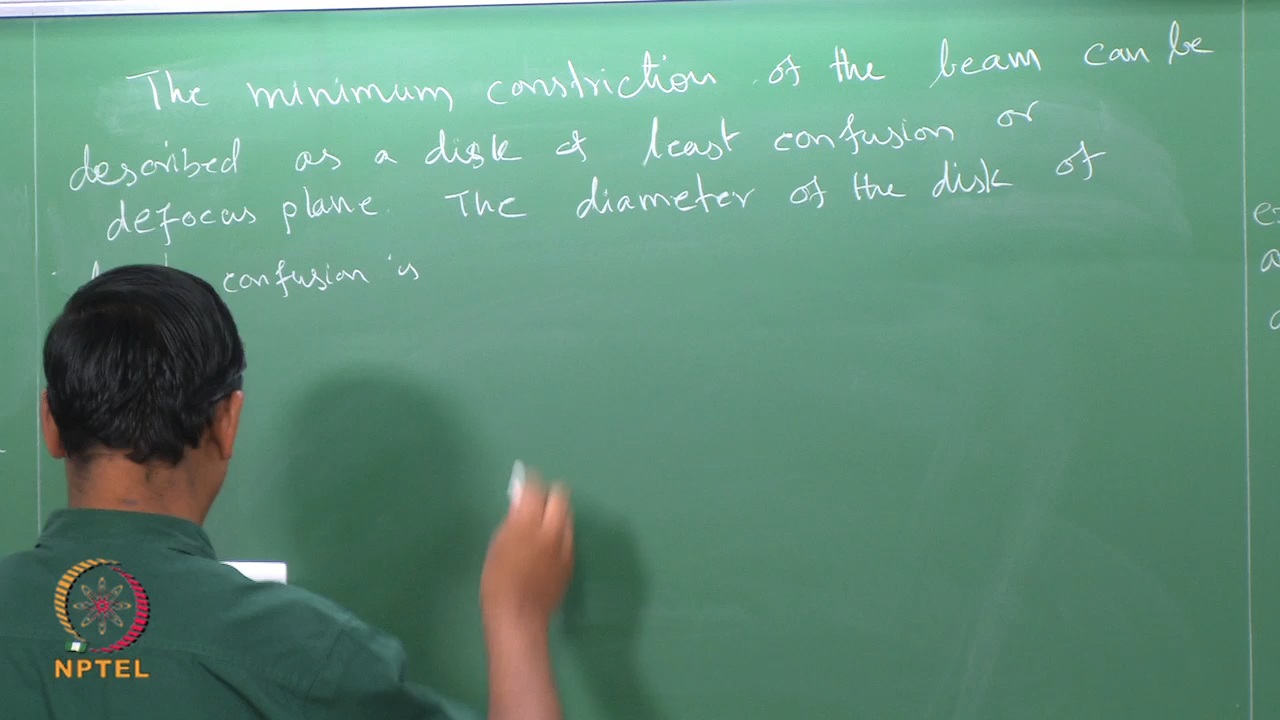 The minimum constriction of the beam can be
described as a disk of least confusion or
defocus plane. The diameter of the disk of
confusion is
NPTEL